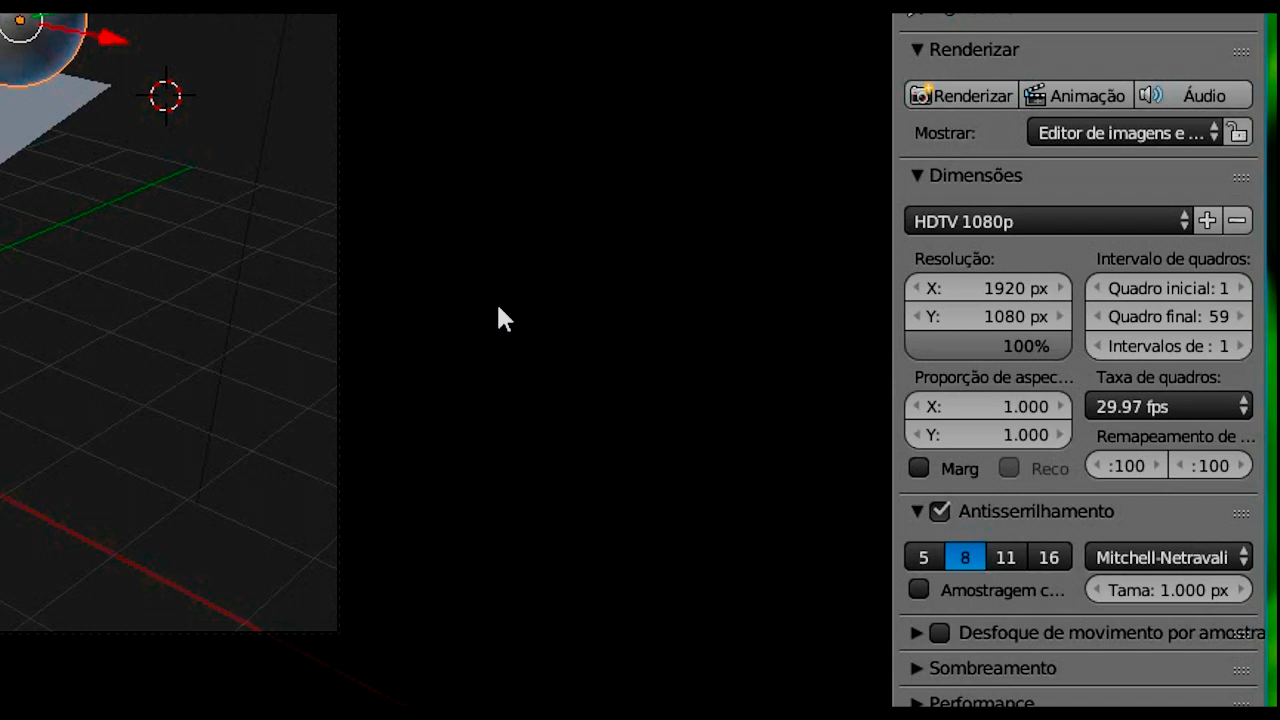 Renderizar
Renderizar Animação Áudio
Mostrar: Editor de imagens e ...
Dimensões
HDTV 1080p
Resolução: Intervalo de quadros:
X: 1920 px Quadro inicial: 1
Y: 1080 px Quadro final: 59
100% Intervalos de : 1
Proporção de aspec... Taxa de quadros:
X: 1.000 29.97 fps
Y: 1.000 Remapeamento de ...
Marg Reco :100 :100
Antisserrilhamento
5 8 11 16 Mitchell-Netravali
Amostragem c... Tama: 1.000 px
Desfoque de movimento por amostra
Sombreamento
Performance